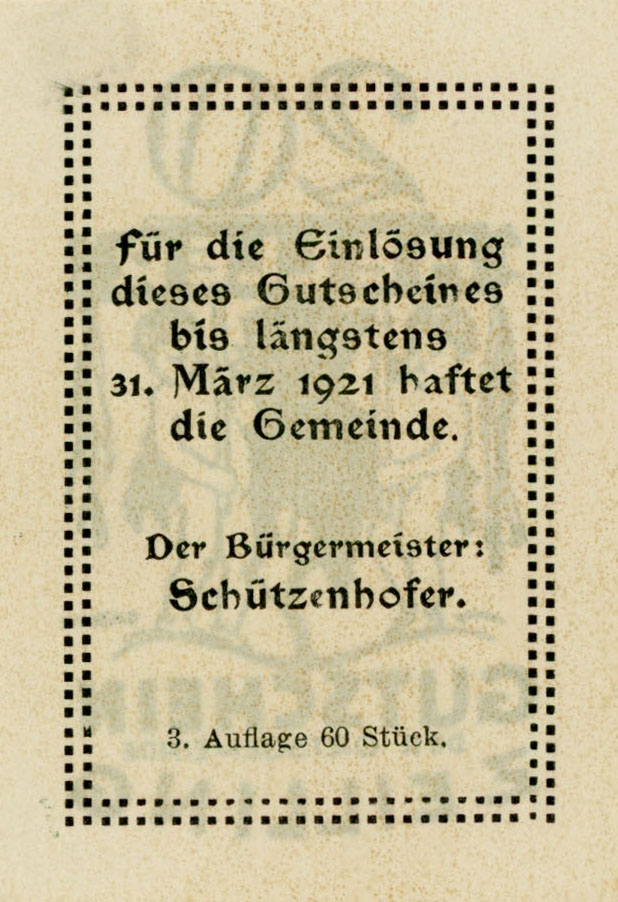 für die Einlösung
dieses Gutscheines
bis längstens
31. März 1921 haftet
die Gemeinde.
Der Bürgermeister:
Schützenhofer.
3. Auflage 60 Stück.